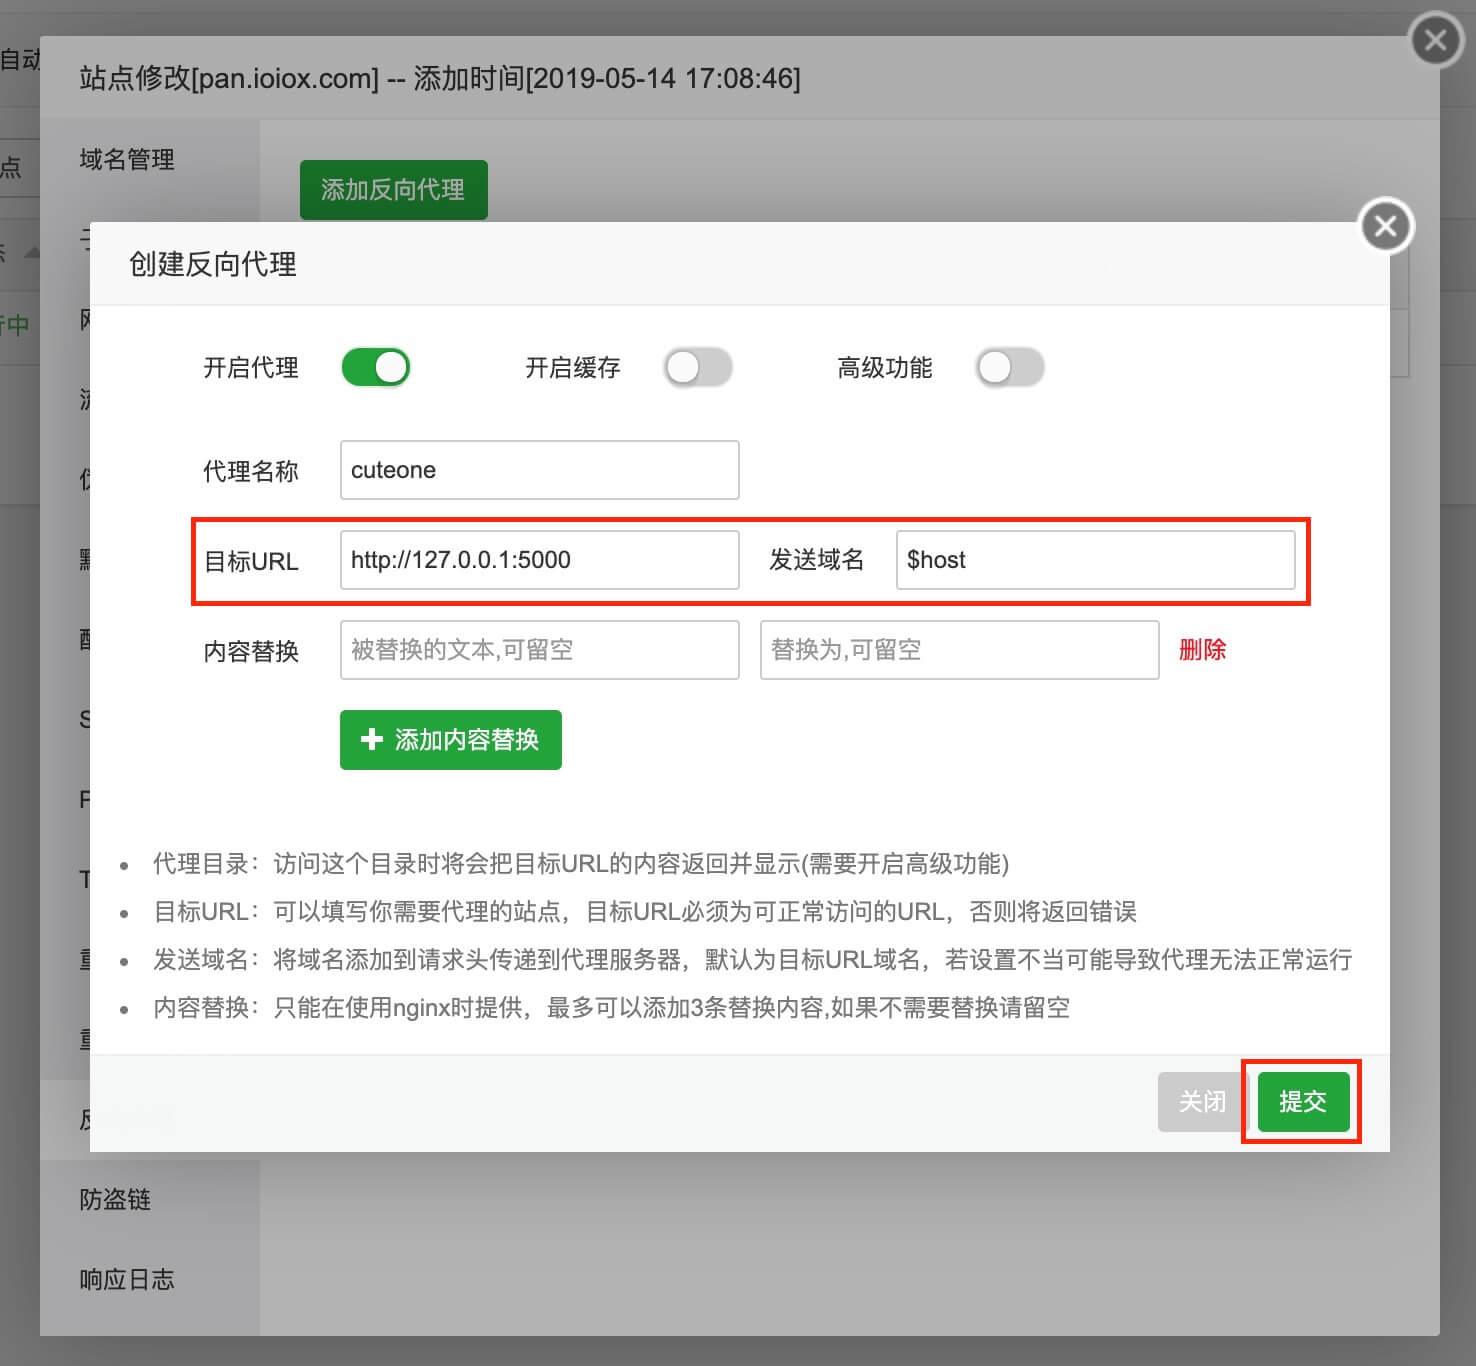 自动
站点修改[pan.ioiox.com] -- 添加时间[2019-05-14 17:08:46]
域名管理
点
添加反向代理
创建反向代理
中
开启代理
开启缓存
高级功能
代理名称 cuteone
目标URL http://127.0.0.1:5000 发送域名 $host
内容替换 被替换的文本,可留空 替换为,可留空 删除
S
添加内容替换
P
代理目录：访问这个目录时将会把目标URL的内容返回并显示(需要开启高级功能)
T
目标URL：可以填写你需要代理的站点，目标URL必须为可正常访问的URL，否则将返回错误
发送域名：将域名添加到请求头传递到代理服务器，默认为目标URL域名，若设置不当可能导致代理无法正常运行
内容替换：只能在使用nginx时提供，最多可以添加3条替换内容,如果不需要替换请留空
关闭 提交
防盗链
响应日志